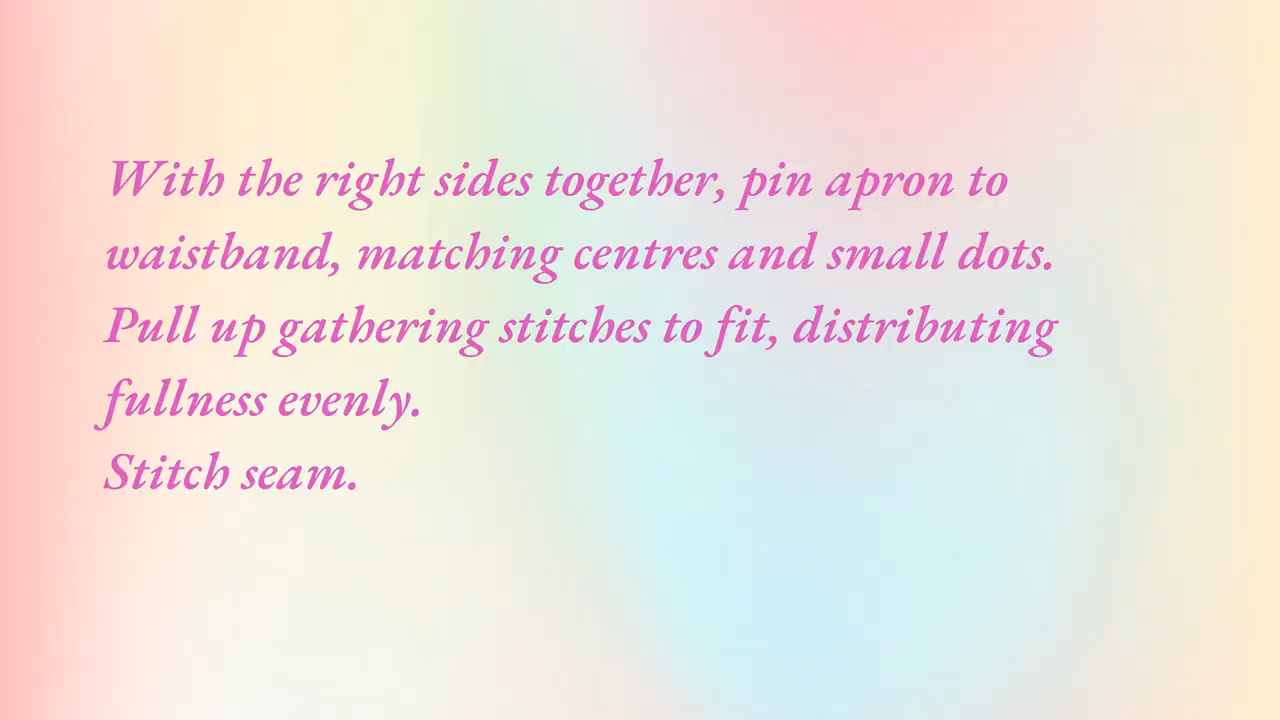 With the right sides together, pin apron to
waistband, matching centres and small dots.
Pull up gathering stitches to fit, distributing
fullness evenly.
Stitch seam.